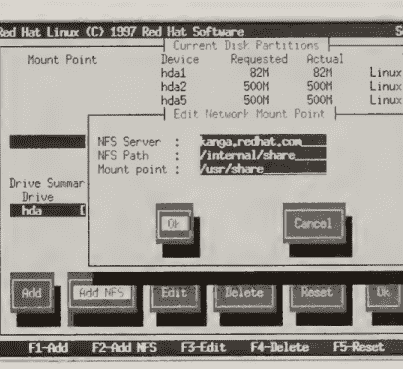 Red Hat Linux (C) 1997 Red Hat Software
Current Disk Partitions
Mount Point Device Requested Actual
hda1 82M 82M Linux
hda2 500M 500M Linux
hda5 500M 500M Linux
Edit Network Mount Point
NFS Server : kanga.redhat.com
NFS Path : /internal/share
Mount point : /usr/share
Drive Summar
Drive
hda
Ok Cancel
Add Add NFS Edit Delete Reset Ok
F1-Add F2-Add NFS F3-Edit F4-Delete F5-Reset